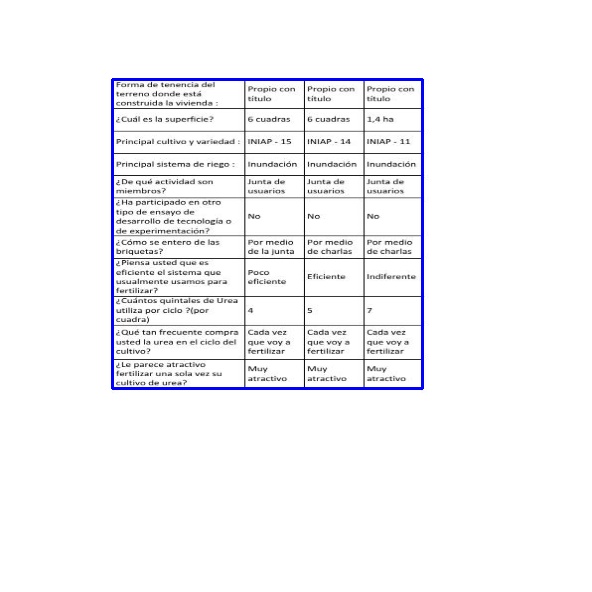 Forma de tenencia del
terreno donde está
construida la vivienda :
Propio con
título
Propio con
título
Propio con
título
¿Cuál es la superficie?
6 cuadras
6 cuadras
1,4 ha
Principal cultivo y variedad :
INIAP - 15
INIAP - 14
INIAP - 11
Principal sistema de riego :
Inundación
Inundación
Inundación
¿De qué actividad son
miembros?
Junta de
usuarios
Junta de
usuarios
Junta de
usuarios
¿Ha participado en otro
tipo de ensayo de
desarrollo de tecnología o
de experimentación?
No
No
No
¿Cómo se entero de las
briquetas?
Por medio
de la junta
Por medio
de charlas
Por medio
de charlas
¿Piensa usted que es
eficiente el sistema que
usualmente usamos para
fertilizar?
Poco
eficiente
Eficiente
Indiferente
¿Cuántos quintales de Urea
utiliza por ciclo ?(por
cuadra)
4
5
7
¿Qué tan frecuente compra
usted la urea en el ciclo del
cultivo?
Cada vez
que voy a
fertilizar
Cada vez
que voy a
fertilizar
Cada vez
que voy a
fertilizar
¿Le parece atractivo
fertilizar una sola vez su
cultivo de urea?
Muy
atractivo
Muy
atractivo
Muy
atractivo